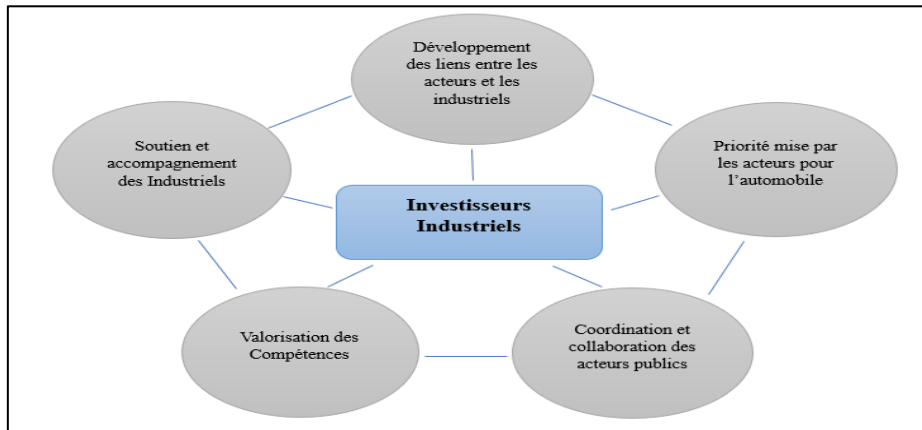 Développement
des liens entre les
acteurs et les
industriels
Soutien et
accompagnement
des Industriels
Priorité mise par
les acteurs pour
l’automobile
Investisseurs
Industriels
Valorisation des
Compétences
Coordination et
collaboration des
acteurs publics